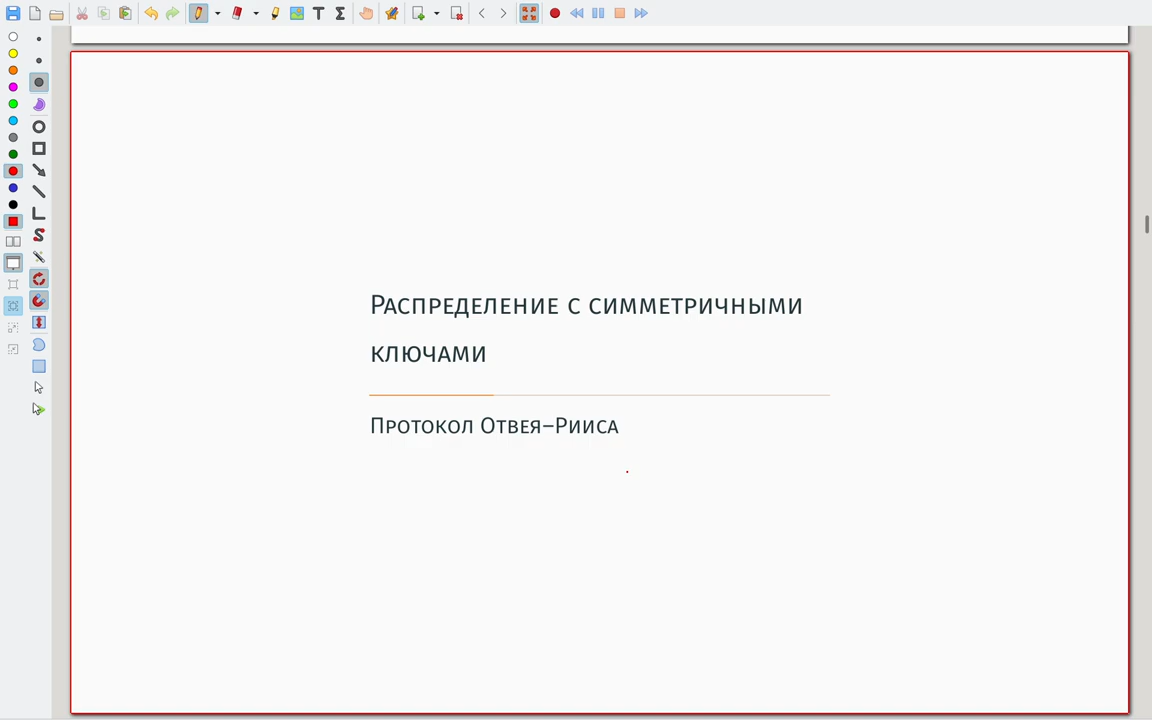 Распределение с симметричными
ключами
Протокол Отвея–Рииса